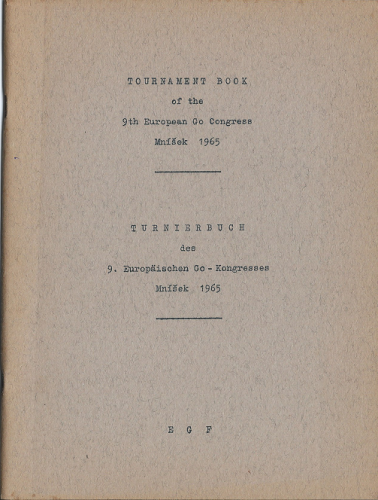 TOURNAMENT BOOK
of the
9th European Go Congress
Mníšek 1965
TURNIERBUCH
des
9. Europäischen Go - Kongresses
Mníšek 1965
E G F